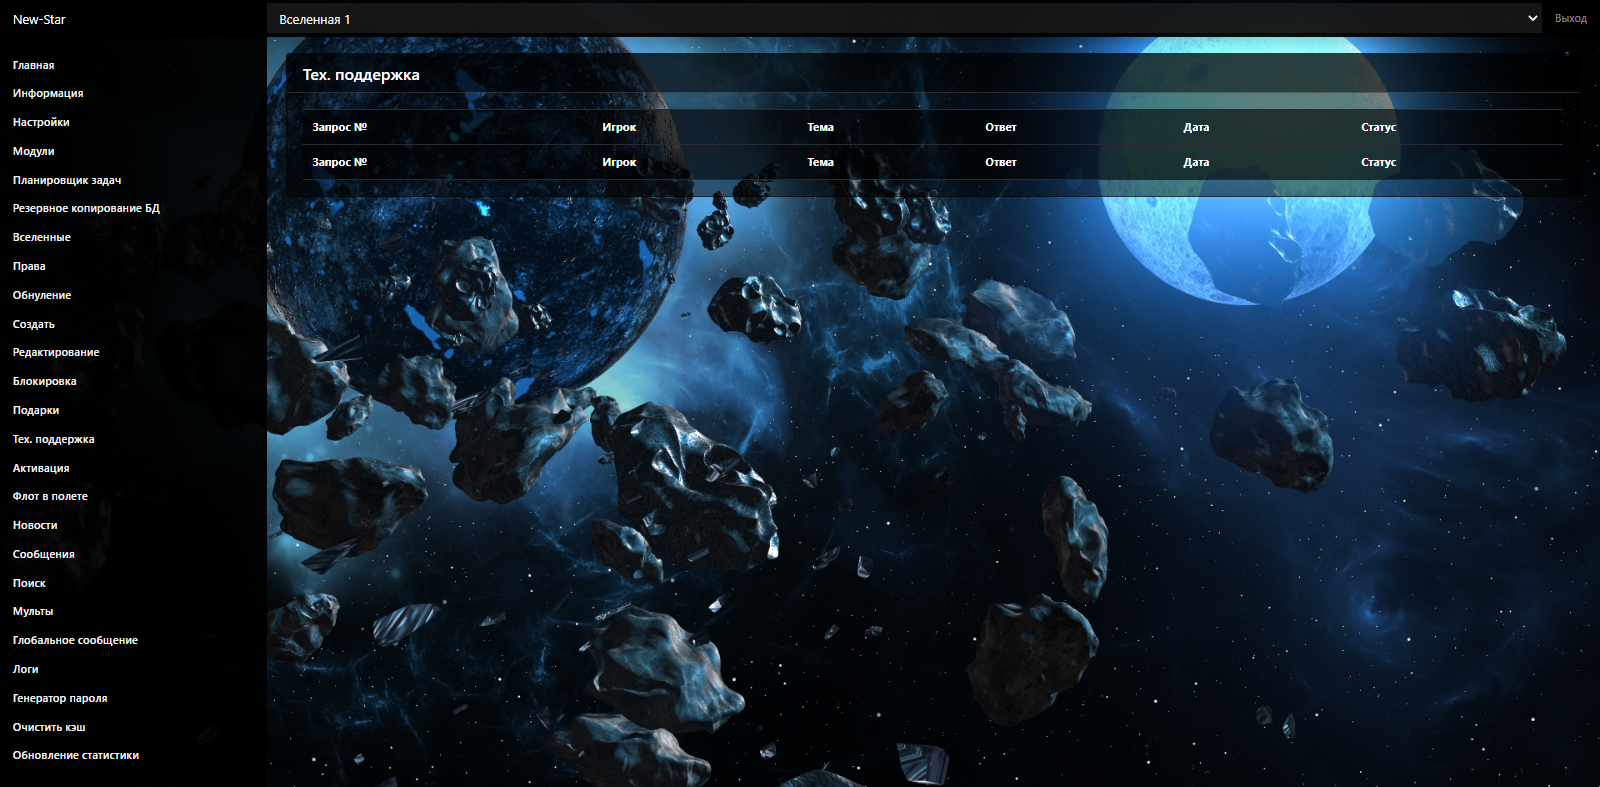 New-Star
Вселенная 1
Выход
Главная
Информация
Настройки
Модули
Планировщик задач
Резервное копирование БД
Вселенные
Права
Обнуление
Создать
Редактирование
Блокировка
Подарки
Тех. поддержка
Активация
Флот в полете
Новости
Сообщения
Поиск
Мульты
Глобальное сообщение
Логи
Генератор пароля
Очистить кэш
Обновление статистики
Тех. поддержка
Запрос № Игрок Тема Ответ Дата Статус
Запрос № Игрок Тема Ответ Дата Статус